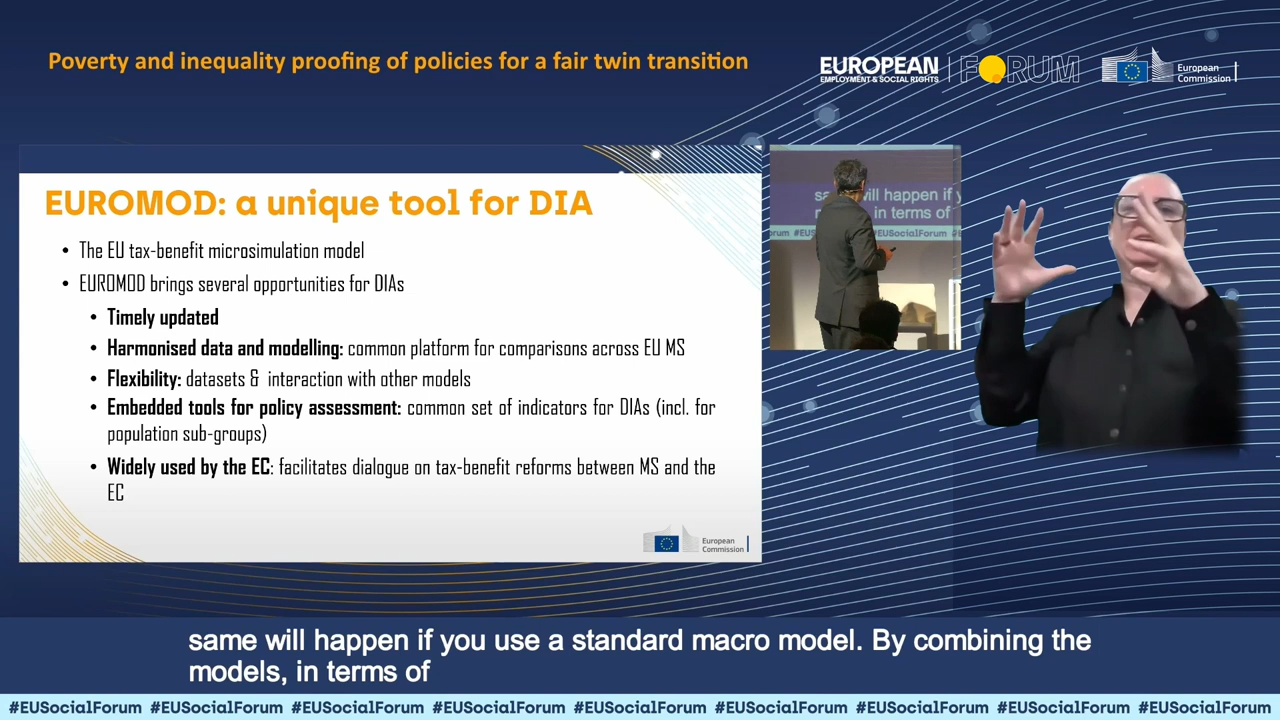 Poverty and inequality proofing of policies for a fair twin transition
EUROPEAN
EMPLOYMENT & SOCIAL RIGHTS
FORUM
European
Commission
EUROMOD: a unique tool for DIA
• The EU tax-benefit microsimulation model
• EUROMOD brings several opportunities for DIAs
• Timely updated
• Harmonised data and modelling: common platform for comparisons across EU MS
• Flexibility: datasets & interaction with other models
• Embedded tools for policy assessment: common set of indicators for DIAs (incl. for
population sub-groups)
• Widely used by the EC: facilitates dialogue on tax-benefit reforms between MS and the
EC
European
Commission
will happen if
in terms of
#EUSocialForum
same will happen if you use a standard macro model. By combining the
models, in terms of
#EUSocialForum #EUSocialForum #EUSocialForum #EUSocialForum #EUSocialForum #EUSocialForum #EUSocialForum #EUSocialForum #EUSocialForum